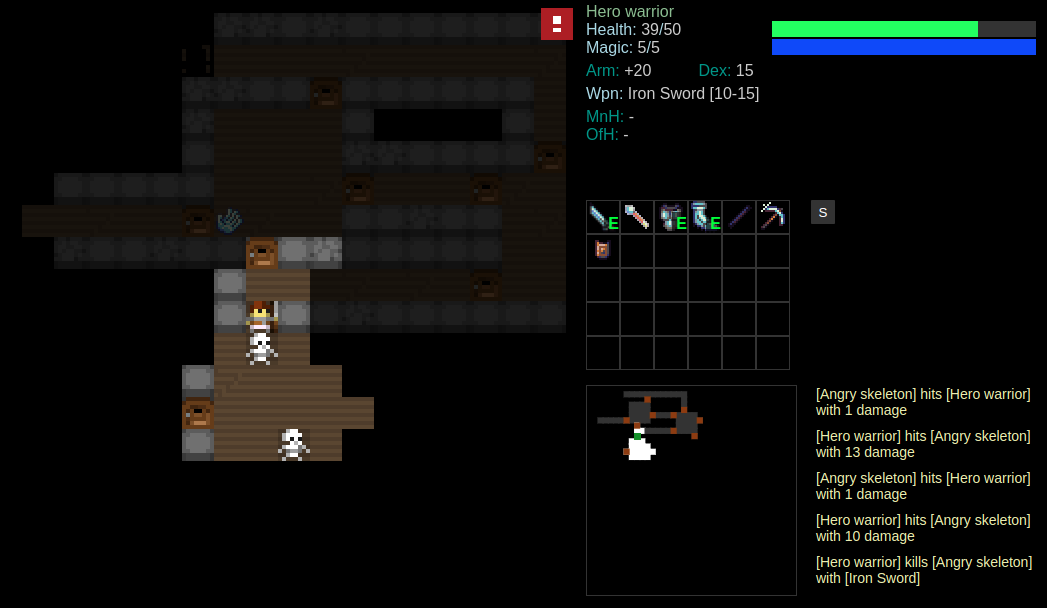 Hero warrior
Health: 39/50
Magic: 5/5
Arm: +20 Dex: 15
Wpn: Iron Sword [10-15]
MnH: -
OfH: -
E E E
S
[Angry skeleton] hits [Hero warrior]
with 1 damage
[Hero warrior] hits [Angry skeleton]
with 13 damage
[Angry skeleton] hits [Hero warrior]
with 1 damage
[Hero warrior] hits [Angry skeleton]
with 10 damage
[Hero warrior] kills [Angry skeleton]
with [Iron Sword]